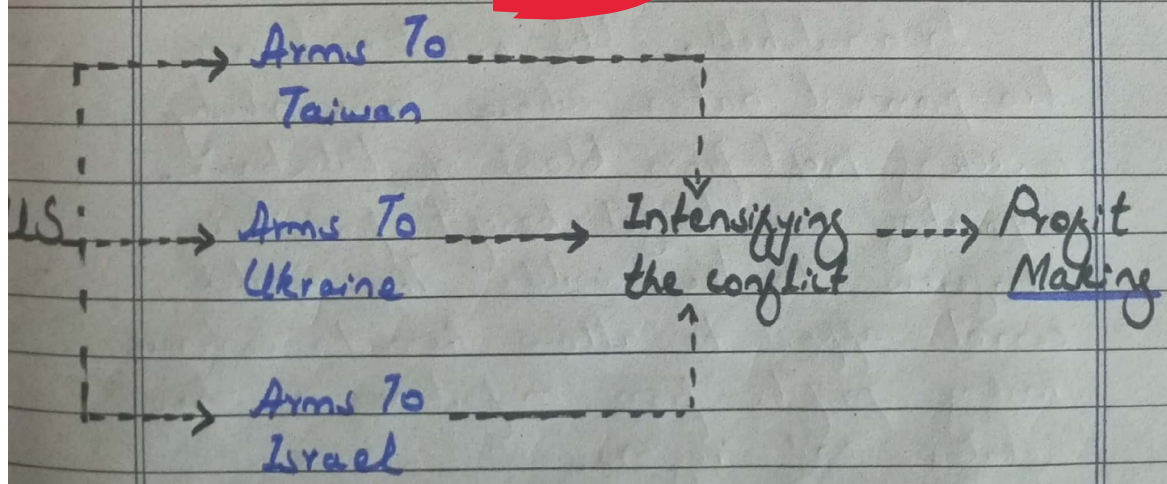 Arms To
Taiwan
US
Arms To
Ukraine
Intensifying
the conflict
Profit
Making
Arms To
Israel